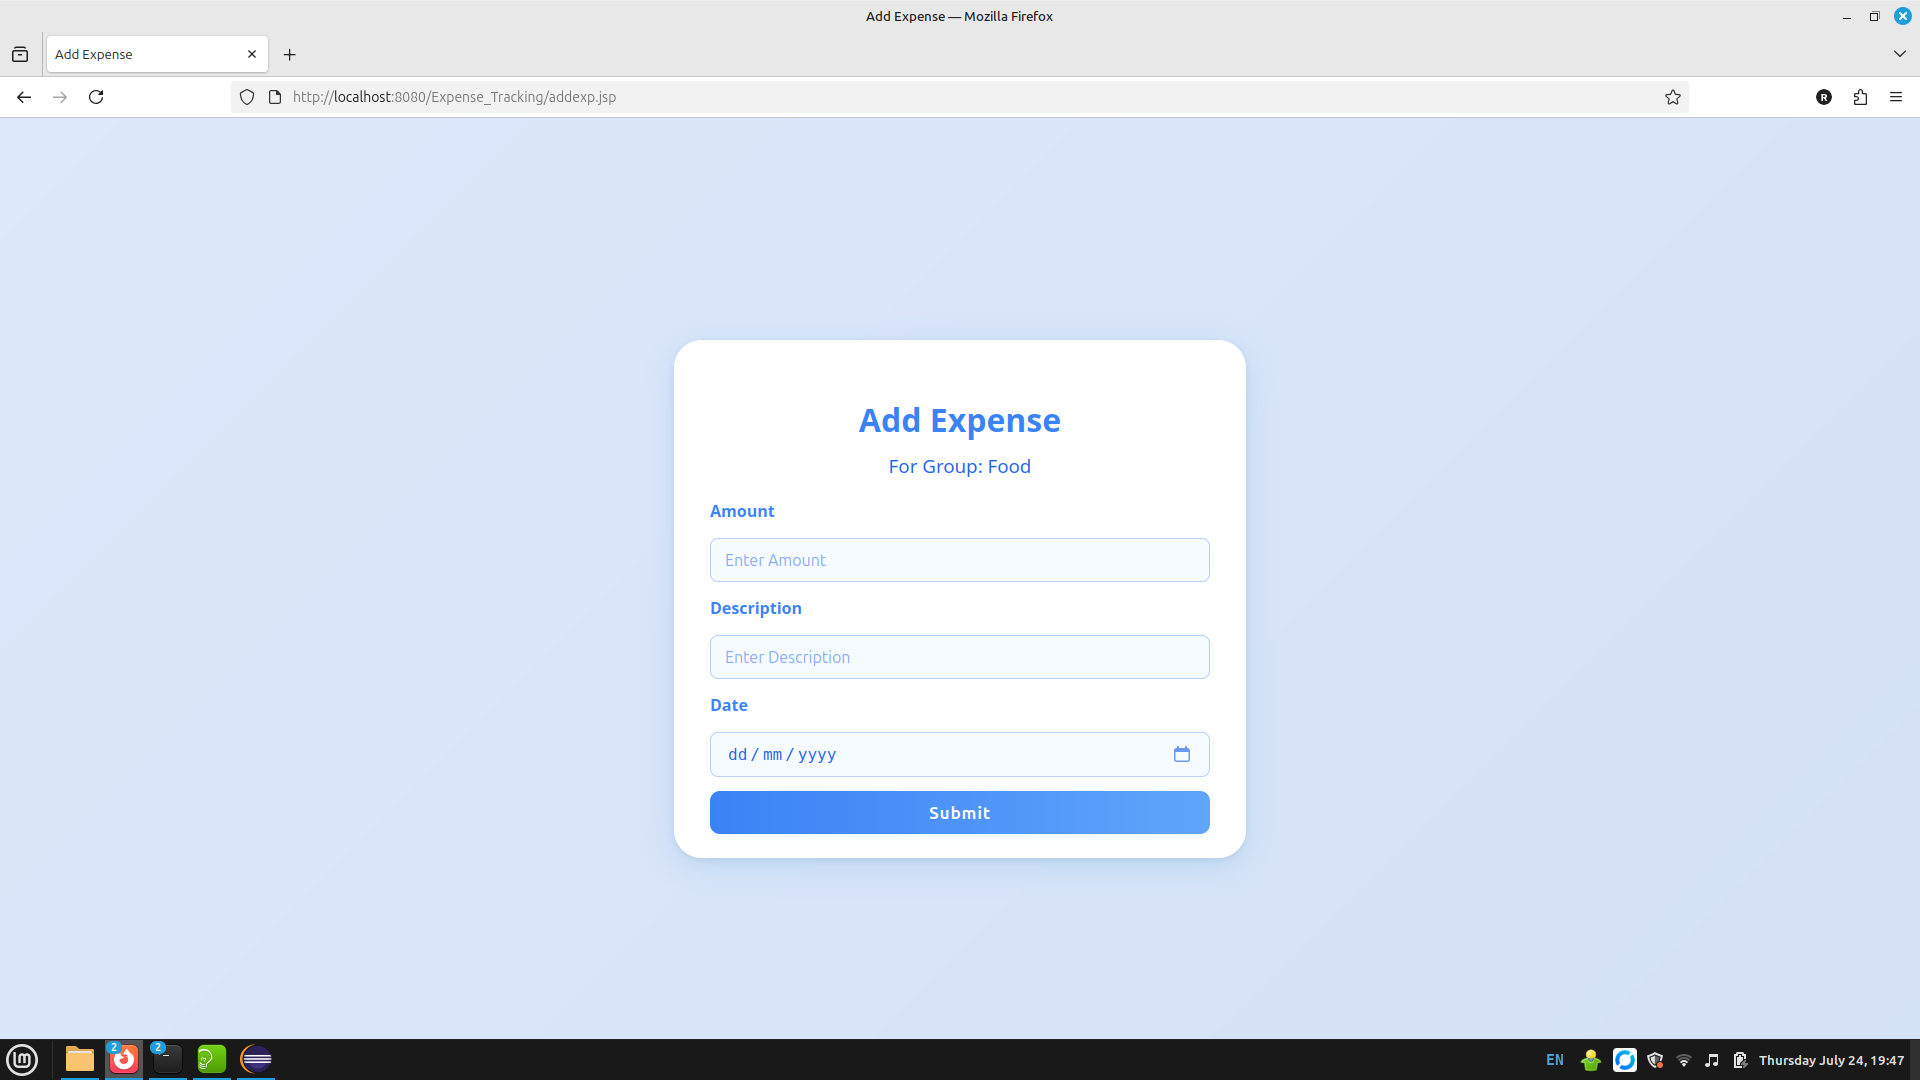 Add Expense — Mozilla Firefox
Add Expense
http://localhost:8080/Expense_Tracking/addexp.jsp
R
Add Expense
For Group: Food
Amount
Enter Amount
Description
Enter Description
Date
dd / mm / yyyy
Submit
2
2
EN
Thursday July 24, 19:47